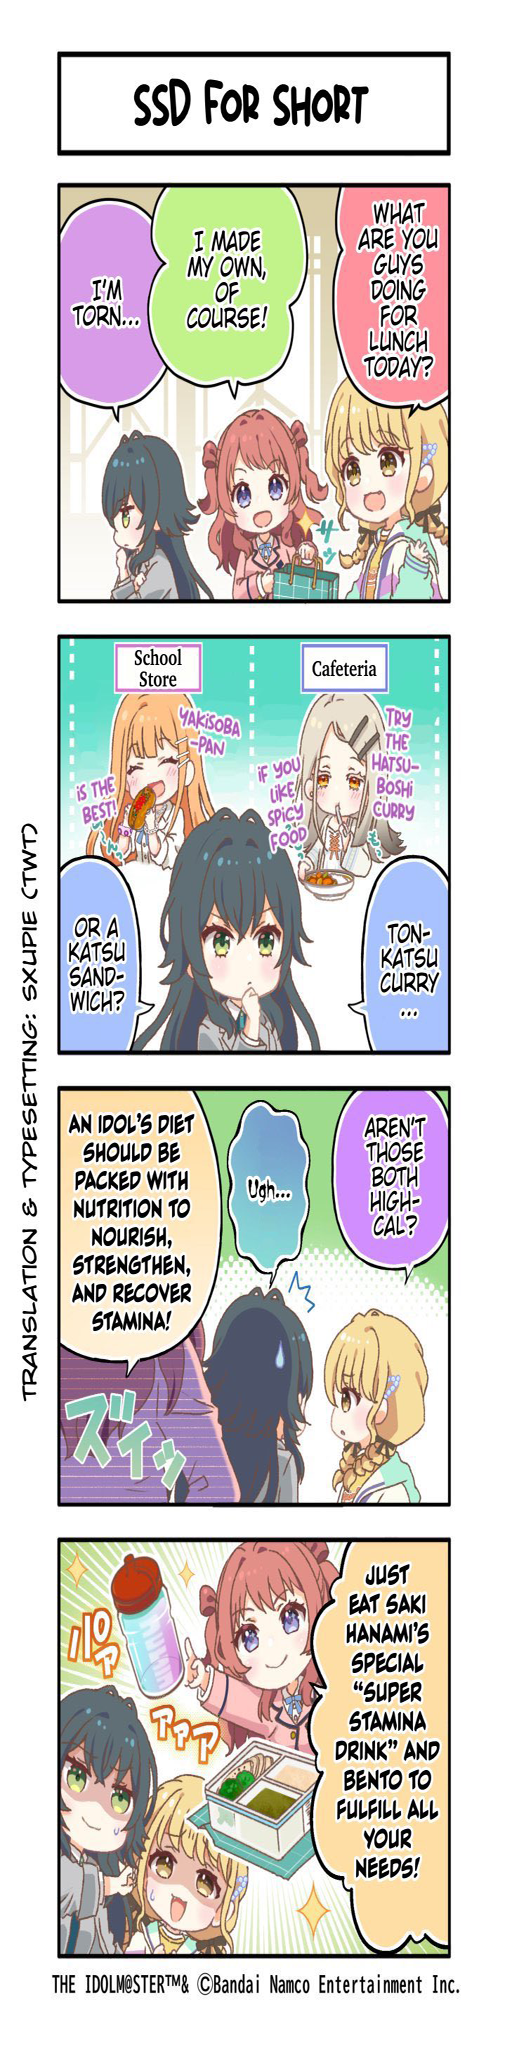 SSD FOR SHORT
WHAT
ARE YOU
GUYS
DOING
FOR
LUNCH
TODAY?
I MADE
MY OWN,
OF
COURSE!
I'M
TORN...
サッ
School
Store
Cafeteria
YAKISOBA
-PAN
IS THE
BEST!
TRY
THE
HATSU-
BOSHI
CURRY
IF YOU
LIKE
SPICY
FOOD
TON-
KATSU
CURRY
...
OR A
KATSU
SAND-
WICH?
AREN'T
THOSE
BOTH
HIGH-
CAL?
Ugh...
AN IDOL'S DIET
SHOULD BE
PACKED WITH
NUTRITION TO
NOURISH,
STRENGTHEN,
AND RECOVER
STAMINA!
ズイッ
JUST
EAT SAKI
HANAMI'S
SPECIAL
"SUPER
STAMINA
DRINK" AND
BENTO TO
FULFILL ALL
YOUR
NEEDS!
パァ
アァア
TRANSLATION & TYPESETTING: SXUPIE (TWT)
THE IDOLM@STER™& ©Bandai Namco Entertainment Inc.